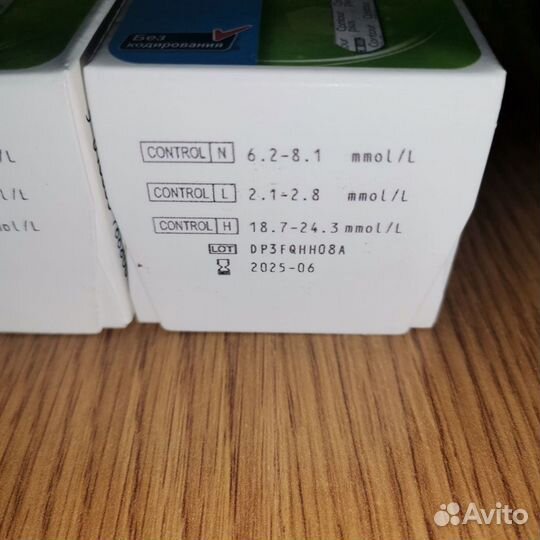 Без
кодирования
CONTROL N 6.2-8.1 mmol/L
CONTROL L 2.1-2.8 mmol/L
CONTROL H 18.7-24.3 mmol/L
LOT DP3FQHH08A
2025-06
/L
/L
ol/L
Avito